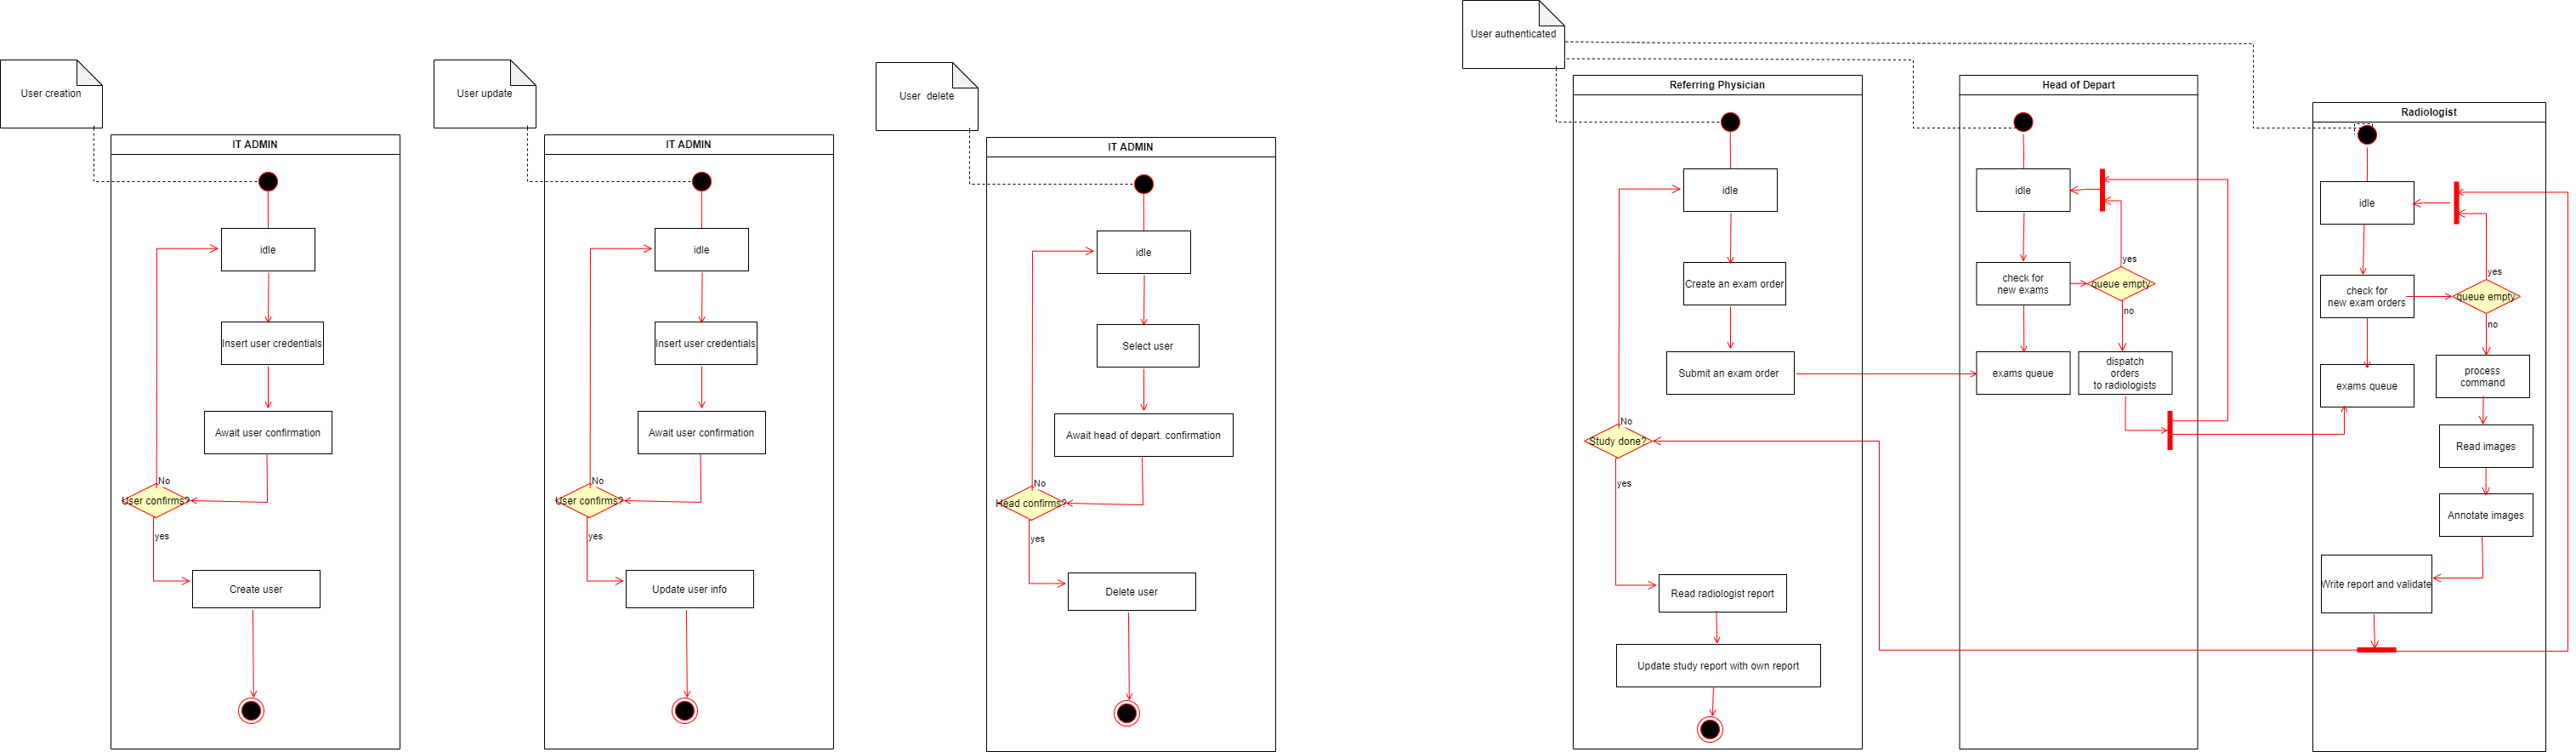 User creation
IT ADMIN
idle
Insert user credentials
Await user confirmation
No
User confirms?
yes
Create user
User update
IT ADMIN
idle
Insert user credentials
Await user confirmation
No
User confirms?
yes
Update user info
User delete
IT ADMIN
idle
Select user
Await head of depart. confirmation
No
Head confirms?
yes
Delete user
User authenticated
Referring Physician
idle
Create an exam order
Submit an exam order
No
Study done?
yes
Read radiologist report
Update study report with own report
Head of Depart
idle
check for
new exams
yes
queue empty
no
exams queue
dispatch
orders
to radiologists
Radiologist
idle
check for
new exam orders
yes
queue empty
no
exams queue
process
command
Read images
Annotate images
Write report and validate